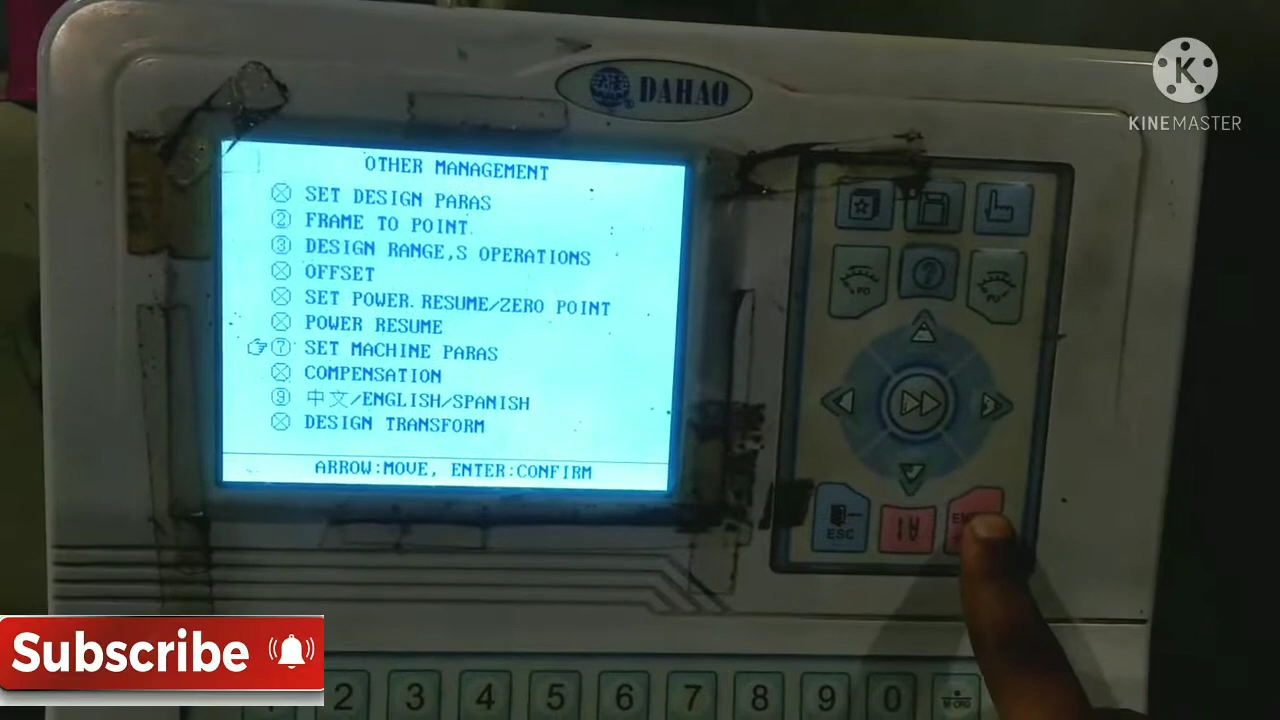 DAHAO
KINEMASTER
OTHER MANAGEMENT
SET DESIGN PARAS
② FRAME TO POINT
③ DESIGN RANGE,S OPERATIONS
OFFSET
SET POWER RESUME/ZERO POINT
POWER RESUME
⑦ SET MACHINE PARAS
COMPENSATION
⑨ 中文/ENGLISH/SPANISH
DESIGN TRANSFORM
ARROW:MOVE, ENTER:CONFIRM
ESC
Subscribe
2 3 4 5 6 7 8 9 0